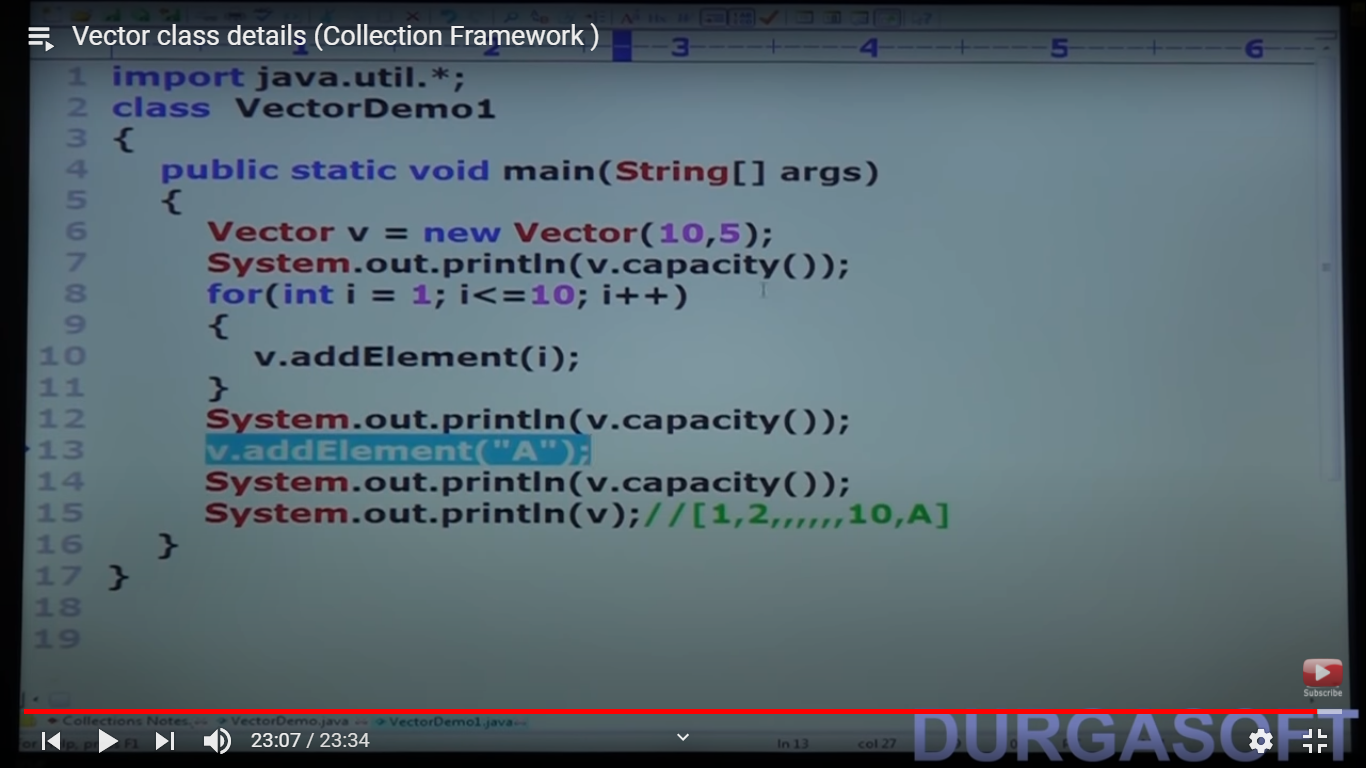 Vector class details (Collection Framework )
3 4 5 6
1 import java.util.*;
2 class VectorDemo1
3 {
4 public static void main(String[] args)
5 {
6 Vector v = new Vector(10,5);
7 System.out.println(v.capacity());
8 for(int i = 1; i<=10; i++)
9 {
10 v.addElement(i);
11 }
12 System.out.println(v.capacity());
13 v.addElement("A");
14 System.out.println(v.capacity());
15 System.out.println(v);//[1,2,,,,,,10,A]
16 }
17 }
18
19
Subscribe
Collections Notes. VectorDemo.java VectorDemo1.java
DURGASOFT
23:07 / 23:34
ln 13 col 27